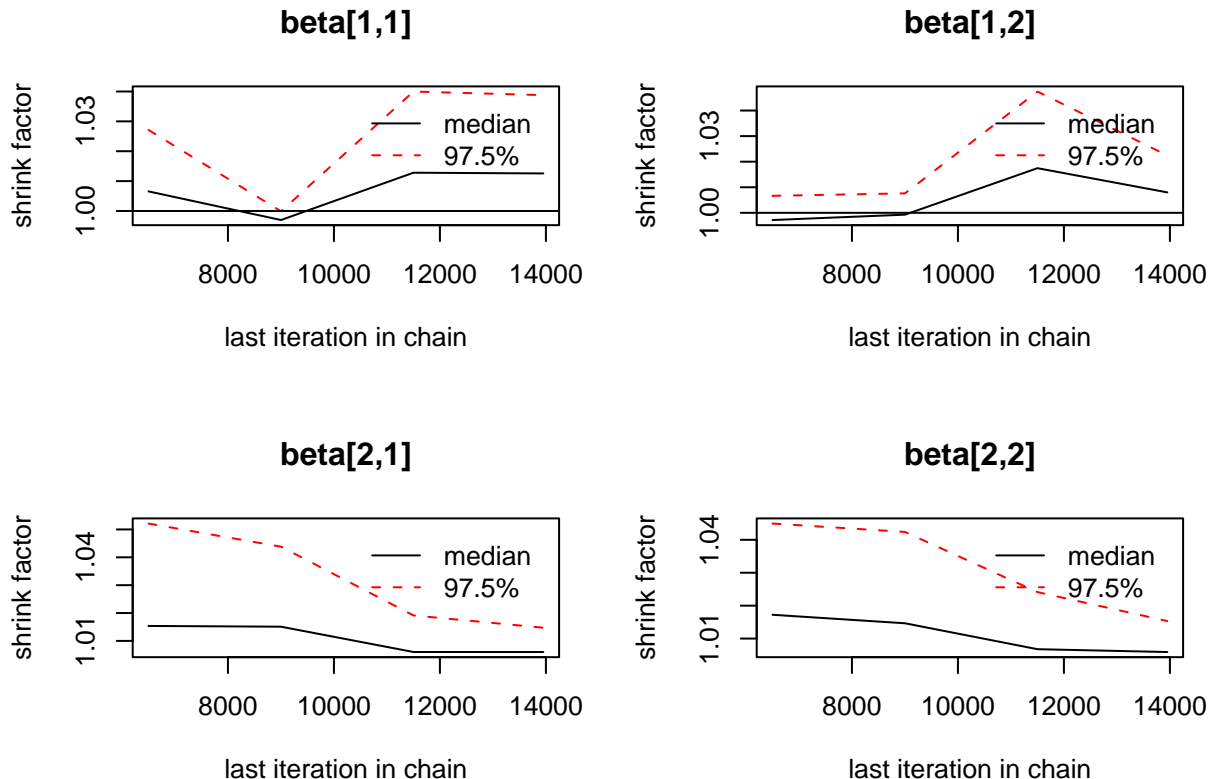 beta[1,1]
shrink factor
1.00 1.03
median
97.5%
8000 10000 12000 14000
last iteration in chain
beta[1,2]
shrink factor
1.00 1.03
median
97.5%
8000 10000 12000 14000
last iteration in chain
beta[2,1]
shrink factor
1.01 1.04
median
97.5%
8000 10000 12000 14000
last iteration in chain
beta[2,2]
shrink factor
1.01 1.04
median
97.5%
8000 10000 12000 14000
last iteration in chain